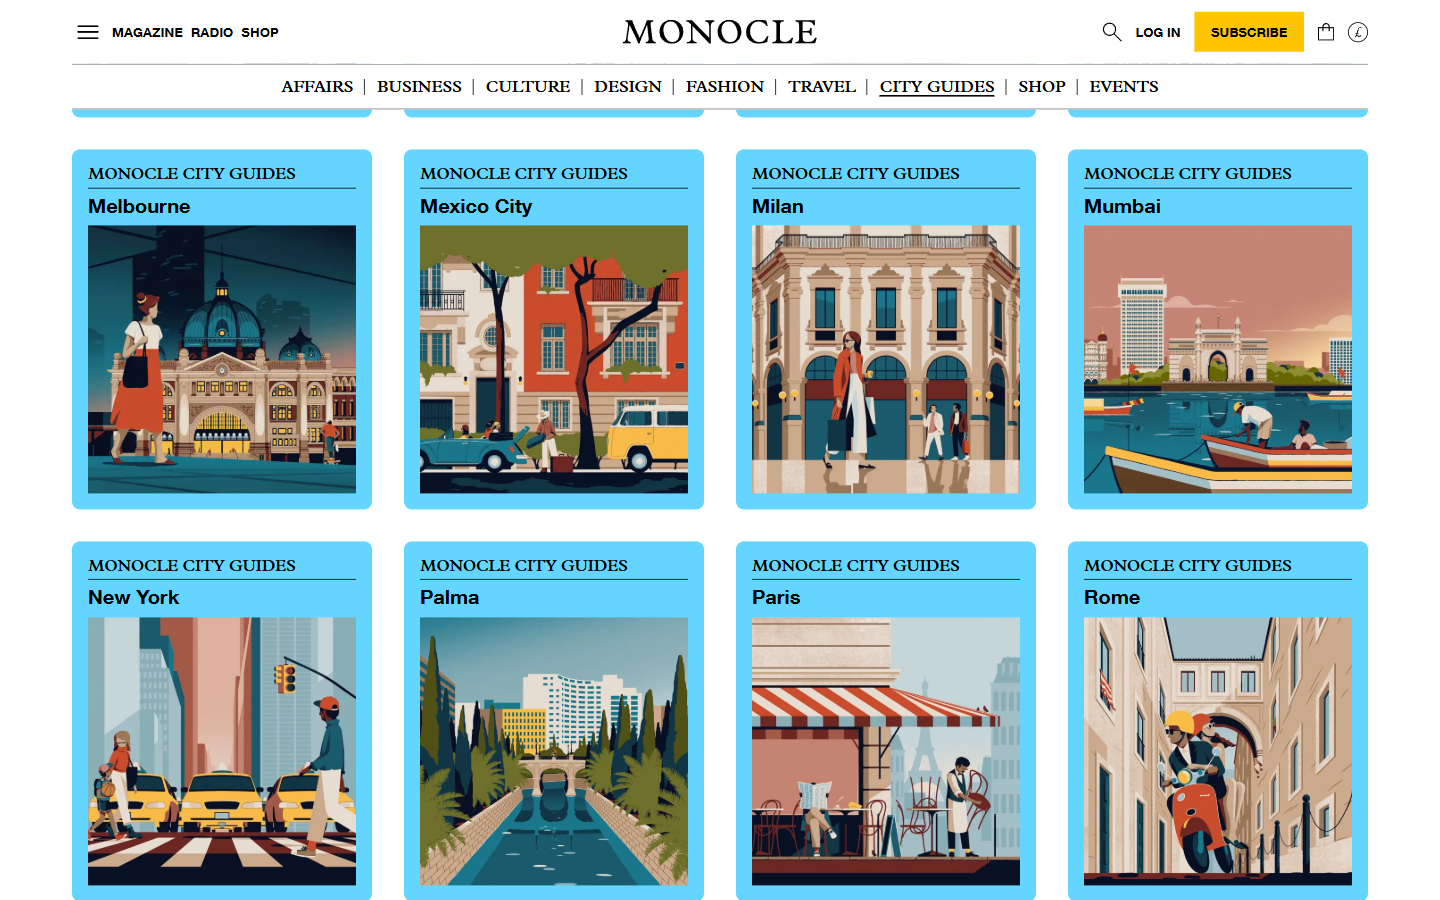 MAGAZINE RADIO SHOP
MONOCLE
LOG IN
SUBSCRIBE
£
AFFAIRS | BUSINESS | CULTURE | DESIGN | FASHION | TRAVEL | CITY GUIDES | SHOP | EVENTS
MONOCLE CITY GUIDES
Melbourne
MONOCLE CITY GUIDES
Mexico City
MONOCLE CITY GUIDES
Milan
MONOCLE CITY GUIDES
Mumbai
MONOCLE CITY GUIDES
New York
MONOCLE CITY GUIDES
Palma
MONOCLE CITY GUIDES
Paris
MONOCLE CITY GUIDES
Rome